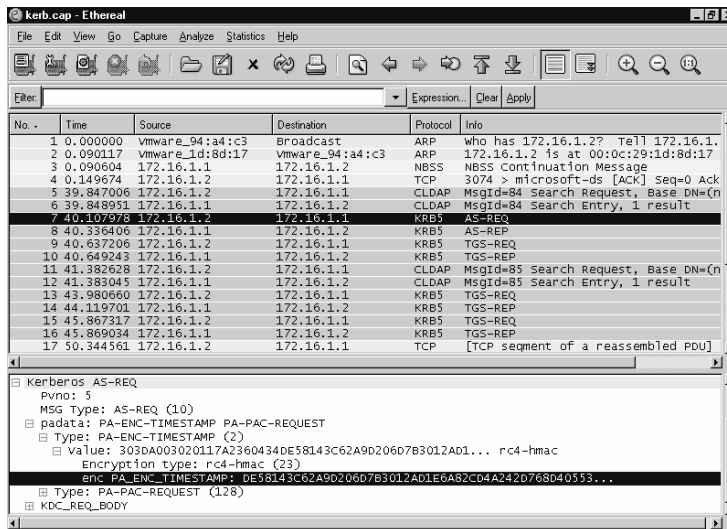 kerb.cap - Ethereal
File Edit View Go Capture Analyze Statistics Help
Filter: Expression... Clear Apply
No. - Time Source Destination Protocol Info
1 0.000000 Vmware_94:a4:c3 Broadcast ARP Who has 172.16.1.2? Tell 172.16.1.
2 0.090117 Vmware_1d:8d:17 Vmware_94:a4:c3 ARP 172.16.1.2 is at 00:0c:29:1d:8d:17
3 0.090604 172.16.1.1 172.16.1.2 NBSS NBSS Continuation Message
4 0.149674 172.16.1.2 172.16.1.1 TCP 3074 > microsoft-ds [ACK] Seq=0 Ack
5 39.847006 172.16.1.2 172.16.1.1 CLDAP MsgId=84 Search Request, Base DN=(n
6 39.848951 172.16.1.1 172.16.1.2 CLDAP MsgId=84 Search Entry, 1 result
7 40.107978 172.16.1.2 172.16.1.1 KRB5 AS-REQ
8 40.336406 172.16.1.1 172.16.1.2 KRB5 AS-REP
9 40.637206 172.16.1.2 172.16.1.1 KRB5 TGS-REQ
10 40.649243 172.16.1.1 172.16.1.2 KRB5 TGS-REP
11 41.382628 172.16.1.2 172.16.1.1 CLDAP MsgId=85 Search Request, Base DN=(n
12 41.383045 172.16.1.1 172.16.1.2 CLDAP MsgId=85 Search Entry, 1 result
13 43.980660 172.16.1.2 172.16.1.1 KRB5 TGS-REQ
14 44.119701 172.16.1.1 172.16.1.2 KRB5 TGS-REP
15 45.867317 172.16.1.2 172.16.1.1 KRB5 TGS-REQ
16 45.869034 172.16.1.1 172.16.1.2 KRB5 TGS-REP
17 50.344561 172.16.1.2 172.16.1.1 TCP [TCP segment of a reassembled PDU]
Kerberos AS-REQ
Pvno: 5
MSG Type: AS-REQ (10)
padata: PA-ENC-TIMESTAMP PA-PAC-REQUEST
Type: PA-ENC-TIMESTAMP (2)
Value: 303DA003020117A2360434DE58143C62A9D206D7B3012AD1... rc4-hmac
Encryption type: rc4-hmac (23)
enc PA_ENC_TIMESTAMP: DE58143C62A9D206D7B3012AD1E6A82CD4A242D768D40553...
Type: PA-PAC-REQUEST (128)
KDC_REQ_BODY